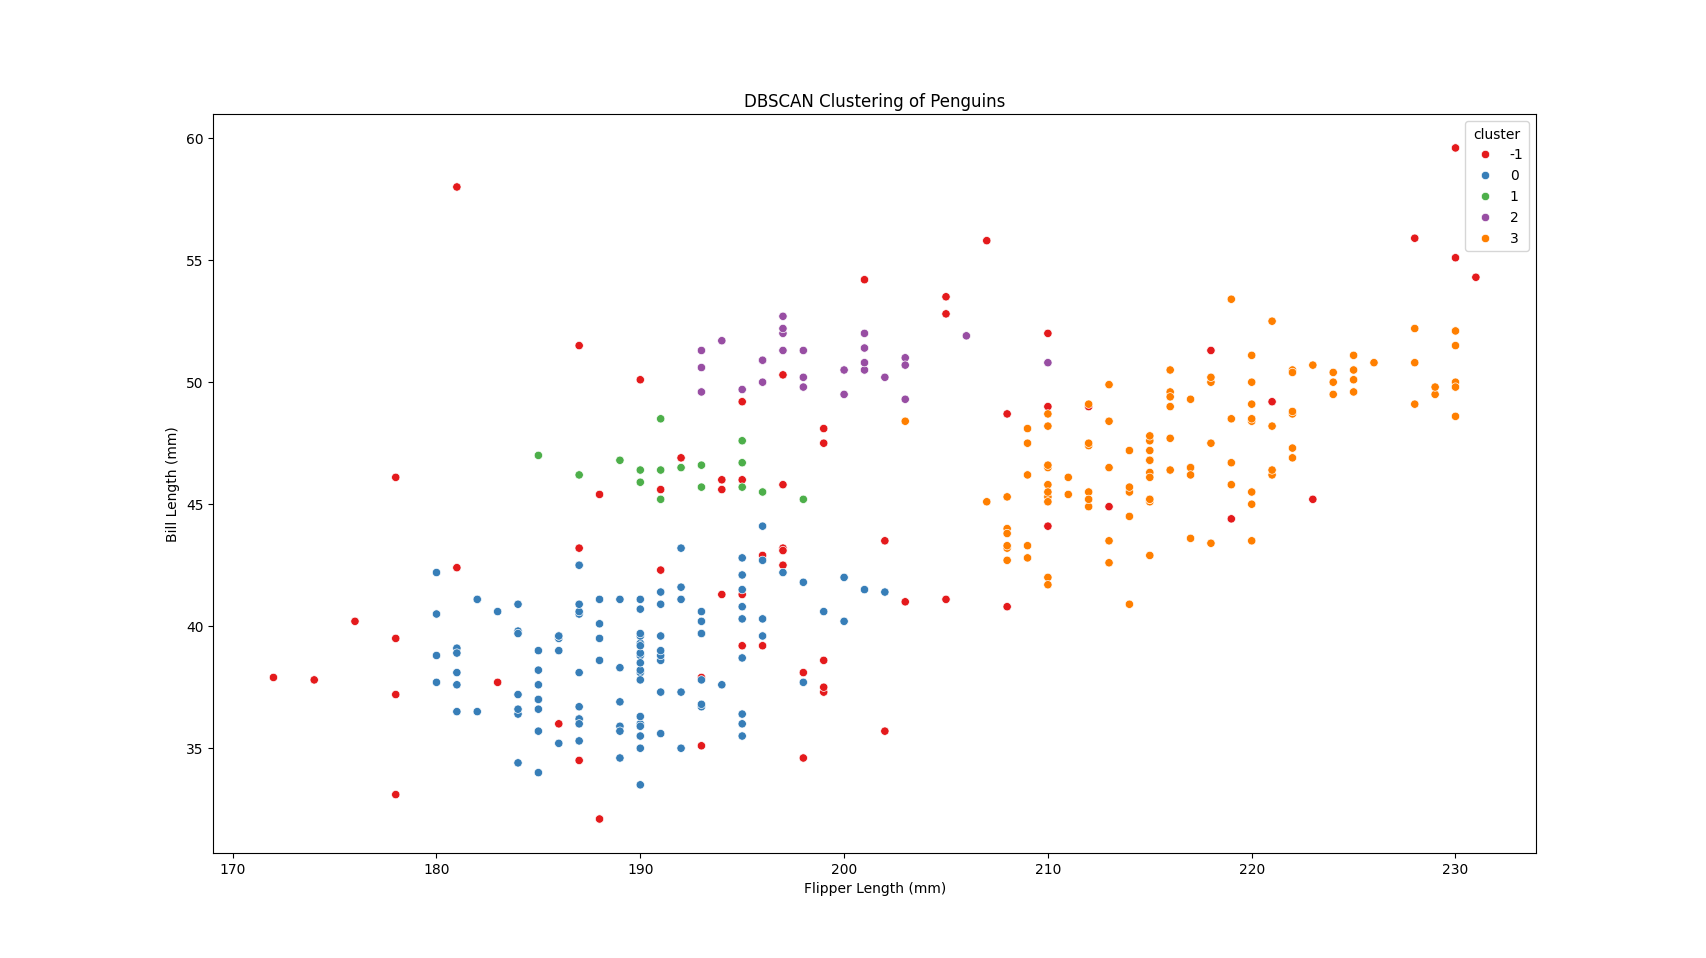 DBSCAN Clustering of Penguins
cluster
-1
0
1
2
3
60
55
50
45
40
35
Bill Length (mm)
170 180 190 200 210 220 230
Flipper Length (mm)